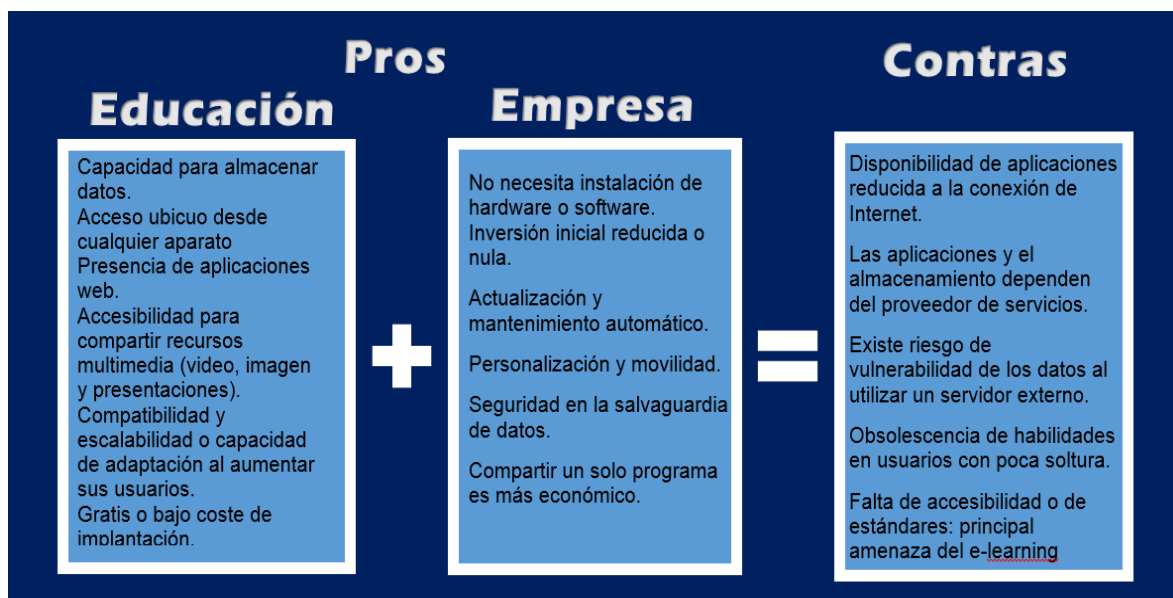 Pros
Contras
Educación
Empresa
Capacidad para almacenar
datos.
Acceso ubicuo desde
cualquier aparato
Presencia de aplicaciones
web.
Accesibilidad para
compartir recursos
multimedia (video, imagen
y presentaciones).
Compatibilidad y
escalabilidad o capacidad
de adaptación al aumentar
sus usuarios.
Gratis o bajo coste de
implantación.
+
No necesita instalación de
hardware o software.
Inversión inicial reducida o
nula.
Actualización y
mantenimiento automático.
Personalización y movilidad.
Seguridad en la salvaguardia
de datos.
Compartir un solo programa
es más económico.
=
Disponibilidad de aplicaciones
reducida a la conexión de
Internet.
Las aplicaciones y el
almacenamiento dependen
del proveedor de servicios.
Existe riesgo de
vulnerabilidad de los datos al
utilizar un servidor externo.
Obsolescencia de habilidades
en usuarios con poca soltura.
Falta de accesibilidad o de
estándares: principal
amenaza del e-learning